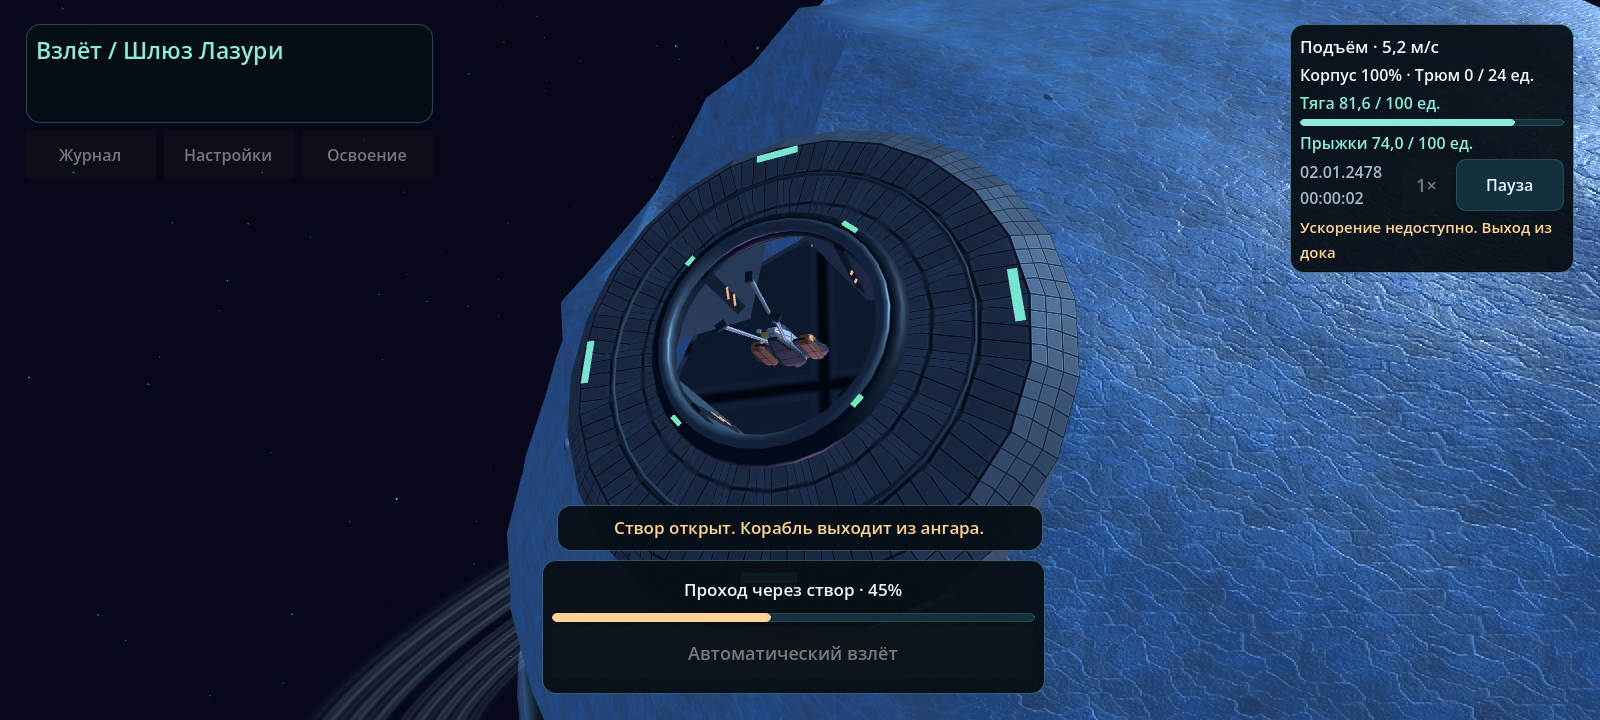 Взлёт / Шлюз Лазури
Журнал
Настройки
Освоение
Подъём · 5,2 м/с
Корпус 100% · Трюм 0 / 24 ед.
Тяга 81,6 / 100 ед.
Прыжки 74,0 / 100 ед.
02.01.2478
00:00:02
1×
Пауза
Ускорение недоступно. Выход из
дока
Створ открыт. Корабль выходит из ангара.
Проход через створ · 45%
Автоматический взлёт